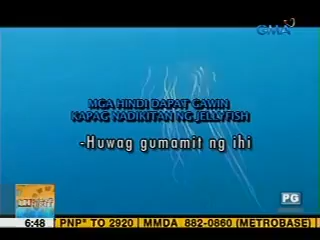 GMA
MGA HINDI DAPAT GAWIN
KAPAG NADIKITAN NG JELLYFISH
-Huwag gumamit ng ihi
PG
6:48 PNP" TO 2920 | MMDA 882-0860 (METROBASE)